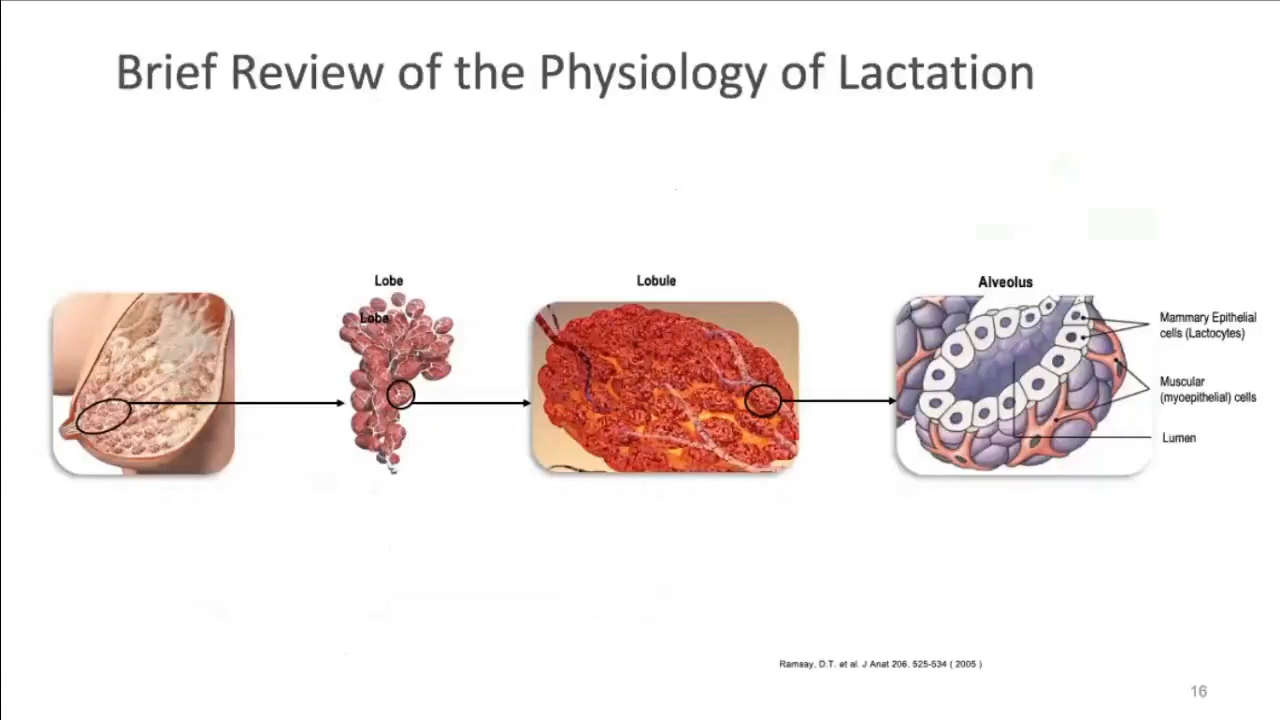 Brief Review of the Physiology of Lactation
Lobe
Lobe
Lobule
Alveolus
Mammary Epithelial
cells (Lactocytes)
Muscular
(myoepithelial) cells
Lumen
Ramsay, D.T. et al. J Anat 206. 525-534 ( 2005 )
16